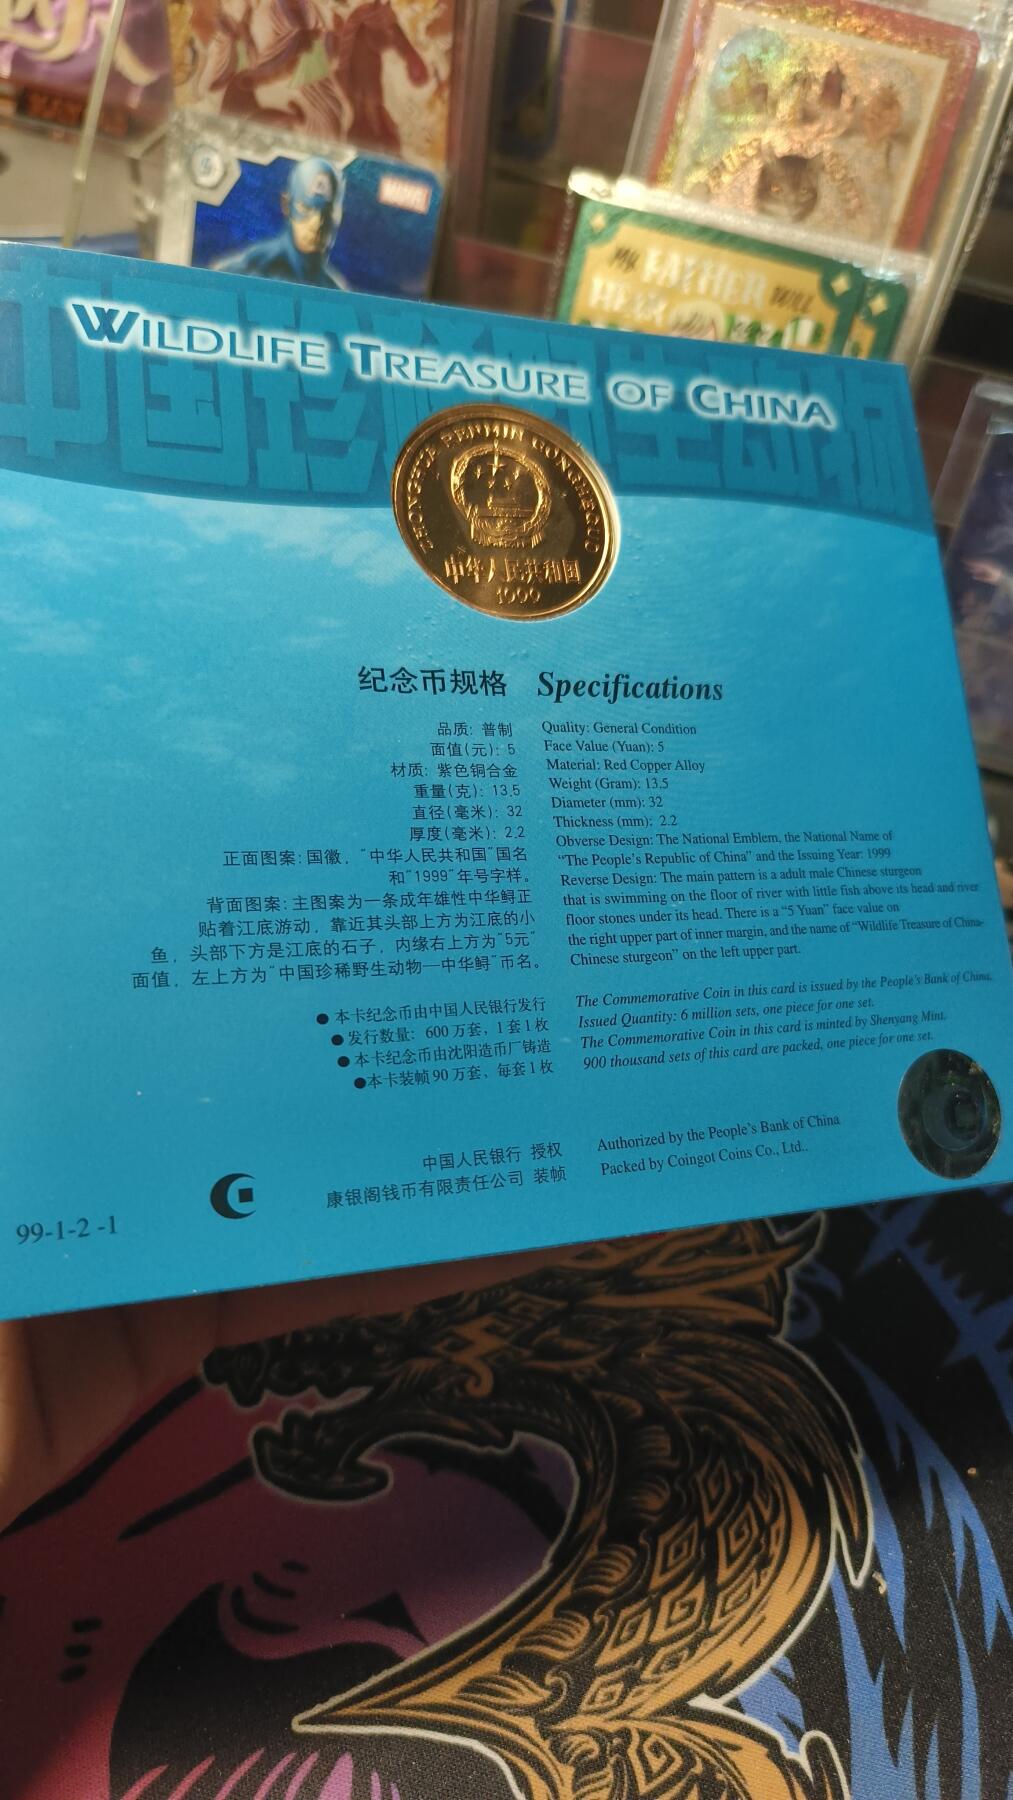 MARVEL
MY FATHER WILL
HEAR
WILDLIFE TREASURE OF CHINA
中国珍稀野生动物
ZHONGHUA RENMIN GONGHEGUO
中华人民共和国
1999
纪念币规格 Specifications
品质: 普制
面值(元): 5
材质: 紫色铜合金
重量(克): 13.5
直径(毫米): 32
厚度(毫米): 2.2
正面图案:国徽，“中华人民共和国”国名
和“1999”年号字样。
背面图案: 主图案为一条成年雄性中华鲟正
贴着江底游动，靠近其头部上方为江底的小
鱼，头部下方是江底的石子，内缘右上方为“5元”
面值，左上方为“中国珍稀野生动物—中华鲟”币名。
Quality: General Condition
Face Value (Yuan): 5
Material: Red Copper Alloy
Weight (Gram): 13.5
Diameter (mm): 32
Thickness (mm): 2.2
Obverse Design: The National Emblem, the National Name of
“The People's Republic of China” and the Issuing Year: 1999
Reverse Design: The main pattern is a adult male Chinese sturgeon
that is swimming on the floor of river with little fish above its head and river
floor stones under its head. There is a “5 Yuan” face value on
the right upper part of inner margin, and the name of “Wildlife Treasure of China-
Chinese sturgeon” on the left upper part.
● 本卡纪念币由中国人民银行发行
● 发行数量: 600万套，1套1枚
● 本卡纪念币由沈阳造币厂铸造
●本卡装帧90万套，每套1枚
The Commemorative Coin in this card is issued by the People's Bank of China.
Issued Quantity: 6 million sets, one piece for one set.
The Commemorative Coin in this card is minted by Shenyang Mint.
900 thousand sets of this card are packed, one piece for one set.
中国人民银行 授权
康银阁钱币有限责任公司 装帧
Authorized by the People's Bank of China
Packed by Coingot Coins Co., Ltd..
99-1-2 -1